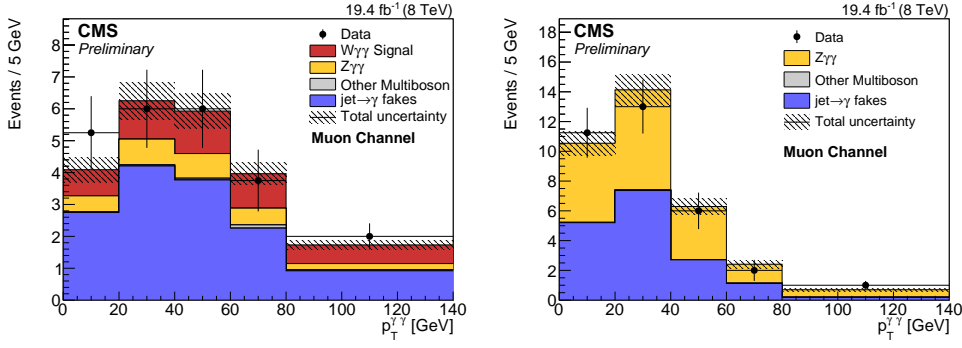 19.4 fb⁻¹ (8 TeV)
CMS
Preliminary
Data
Wγγ Signal
Zγγ
Other Multiboson
jet→γ fakes
Total uncertainty
Muon Channel
Events / 5 GeV
8
7
6
5
4
3
2
1
0
0 20 40 60 80 100 120 140
p_T^γγ [GeV]
19.4 fb⁻¹ (8 TeV)
CMS
Preliminary
Data
Zγγ
Other Multiboson
jet→γ fakes
Total uncertainty
Muon Channel
Events / 5 GeV
18
16
14
12
10
8
6
4
2
0
0 20 40 60 80 100 120 140
p_T^γγ [GeV]